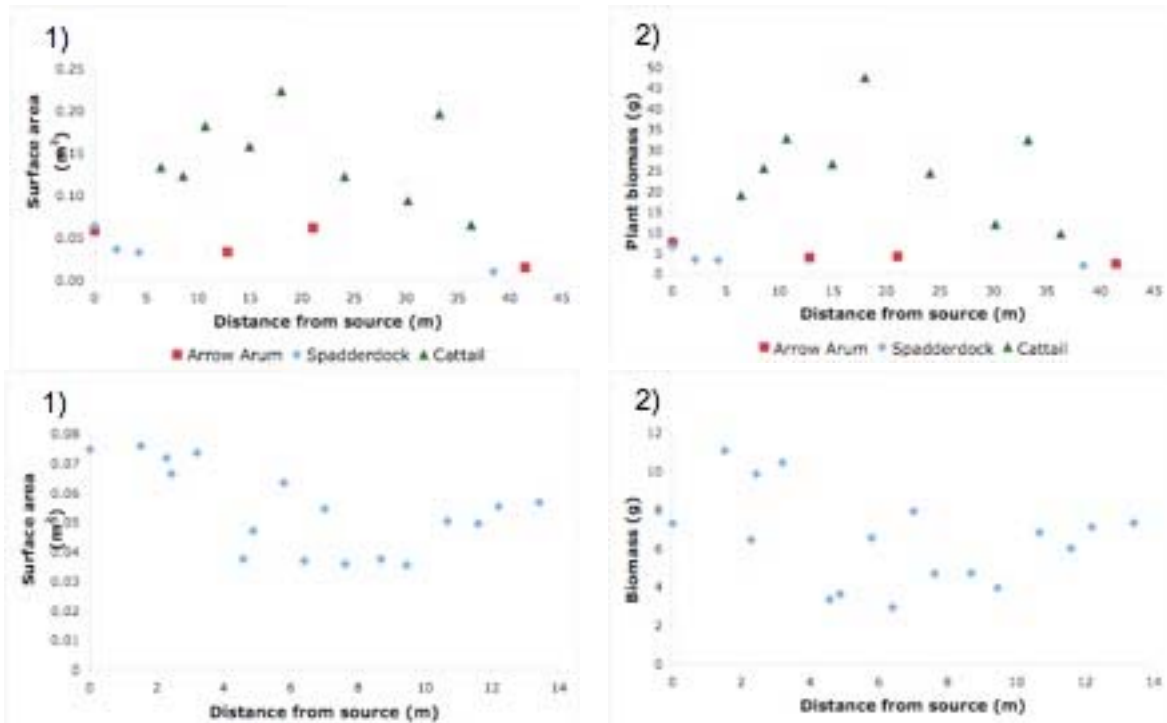 1)
Surface area
(m²)
0.25
0.20
0.15
0.10
0.05
0.00
0 5 10 15 20 25 30 35 40 45
Distance from source (m)
Arrow Arum Spadderdock Cattail
2)
Plant biomass (g)
50
45
40
35
30
25
20
15
10
5
0
0 5 10 15 20 25 30 35 40 45
Distance from source (m)
Arrow Arum Spadderdock Cattail
1)
Surface area
(m²)
0.08
0.07
0.06
0.05
0.04
0.03
0.02
0.01
0
0 2 4 6 8 10 12 14
Distance from source (m)
2)
Biomass (g)
12
10
8
6
4
2
0
0 2 4 6 8 10 12 14
Distance from source (m)